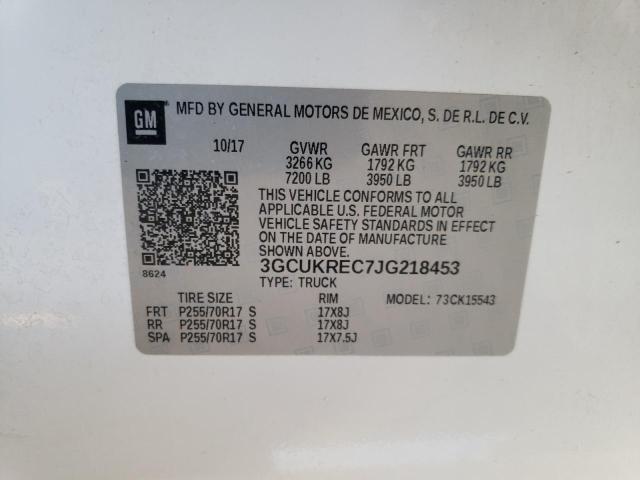 GM
MFD BY GENERAL MOTORS DE MEXICO, S. DE R.L. DE C.V.
10/17 GVWR GAWR FRT GAWR RR
3266 KG 1792 KG 1792 KG
7200 LB 3950 LB 3950 LB
THIS VEHICLE CONFORMS TO ALL
APPLICABLE U.S. FEDERAL MOTOR
VEHICLE SAFETY STANDARDS IN EFFECT
ON THE DATE OF MANUFACTURE
SHOWN ABOVE.
8624 3GCUKREC7JG218453
TYPE: TRUCK
TIRE SIZE RIM MODEL: 73CK15543
FRT P255/70R17 S 17X8J
RR P255/70R17 S 17X8J
SPA P255/70R17 S 17X7.5J